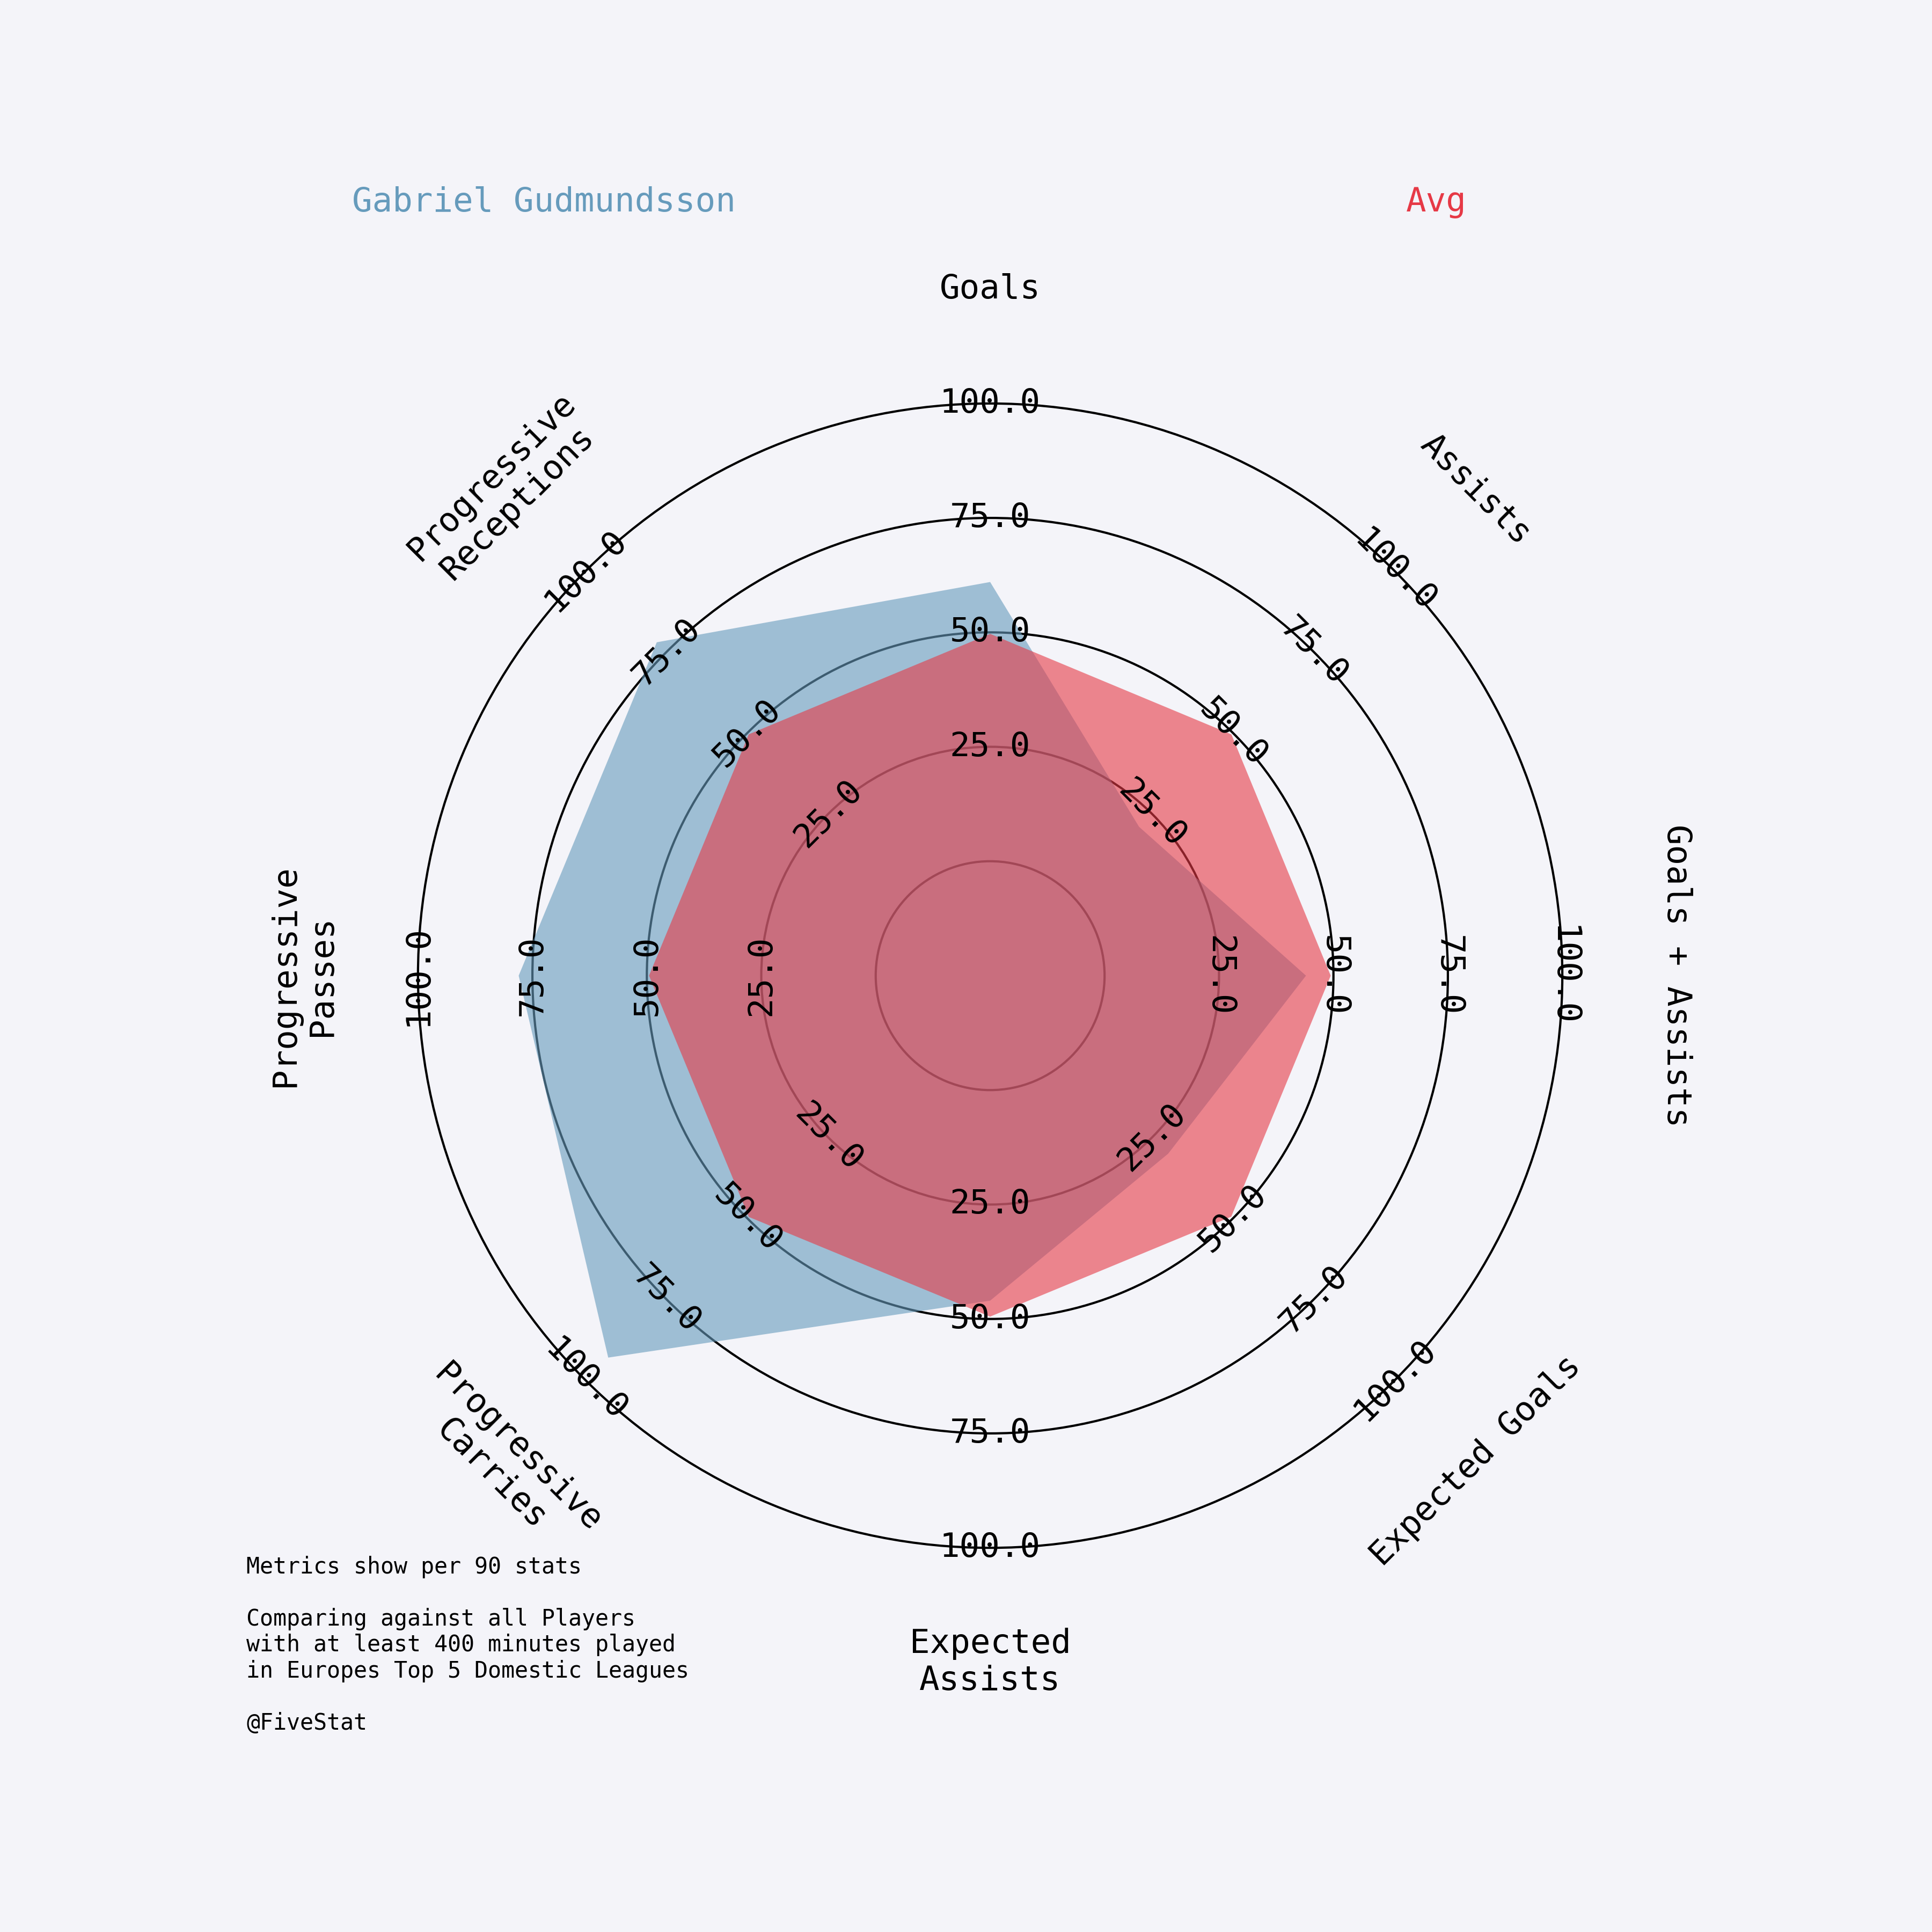 Gabriel Gudmundsson
Avg
Goals
Assists
Goals + Assists
Expected Goals
Expected
Assists
Progressive
Carries
Progressive
Passes
Progressive
Receptions
25.0
50.0
75.0
100.0
25.0
50.0
75.0
100.0
25.0
50.0
75.0
100.0
25.0
50.0
75.0
100.0
25.0
50.0
75.0
100.0
25.0
50.0
75.0
100.0
25.0
50.0
75.0
100.0
25.0
50.0
75.0
100.0
Metrics show per 90 stats
Comparing against all Players
with at least 400 minutes played
in Europes Top 5 Domestic Leagues
@FiveStat